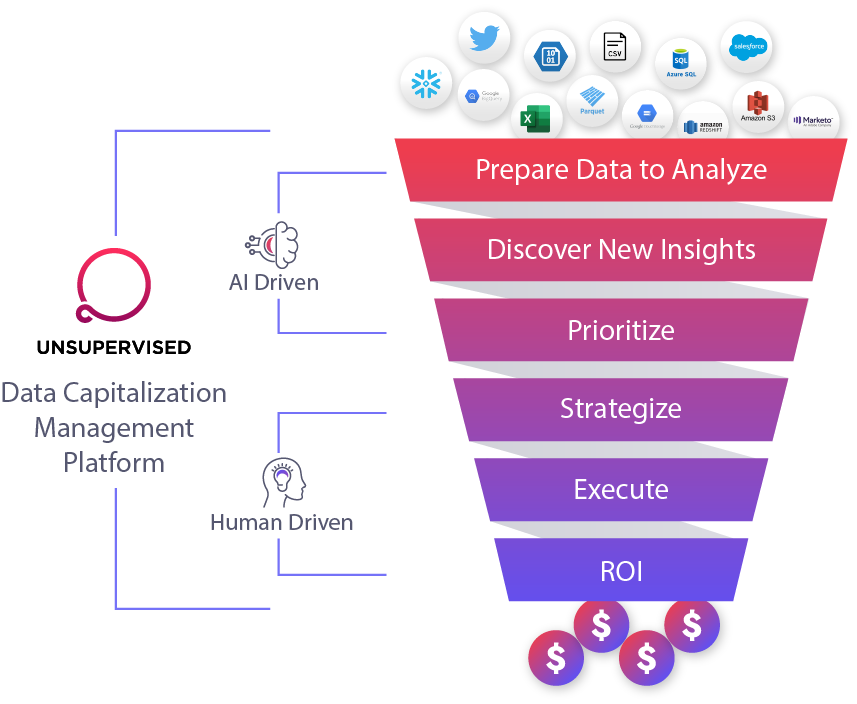 salesforce
10
01
CSV
SQL
Azure SQL
Google
Big Query
Parquet
X
Google Cloud Storage
amazon
REDSHIFT
Amazon S3
Marketo
An Adobe Company
Prepare Data to Analyze
Discover New Insights
AI Driven
Prioritize
UNSUPERVISED
Data Capitalization
Management
Platform
Strategize
Execute
Human Driven
ROI
$ $
$ $